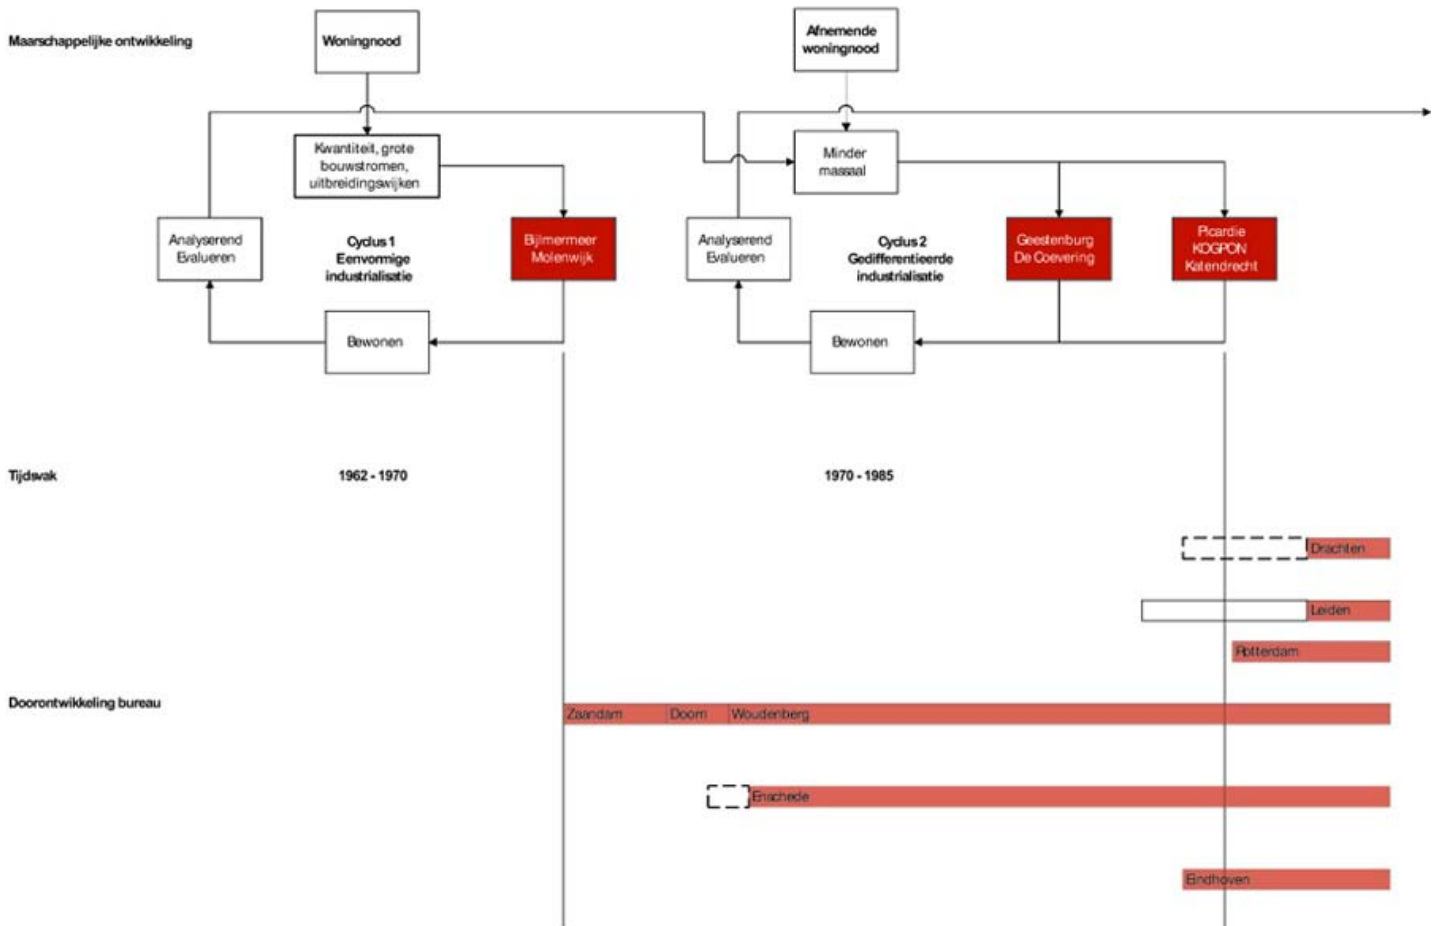 Maarschappelijke ontwikkeling
Woningnood
Afnemende
woningnood
Kwantiteit, grote
bouwstromen,
uitbreidingswijken
Minder
massaal
Analyserend
Evalueren
Cyclus 1
Eenvormige
industrialisatie
Bijlmermeer
Molenwijk
Analyserend
Evalueren
Cyclus 2
Gedifferentieerde
industrialisatie
Geestenburg
De Coevering
Picardie
KOGPON
Katendrecht
Bewonen
Bewonen
Tijdsvak
1962 - 1970
1970 - 1985
Drachten
Leiden
Rotterdam
Doorontwikkeling bureau
Zaandam
Doorn
Woudenberg
Enschede
Eindhoven